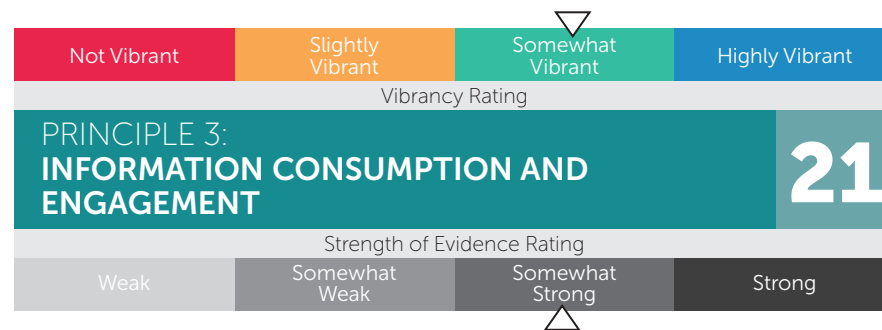 Not Vibrant
Slightly
Vibrant
Somewhat
Vibrant
Highly Vibrant
Vibrancy Rating
PRINCIPLE 3:
INFORMATION CONSUMPTION AND
ENGAGEMENT
21
Strength of Evidence Rating
Weak
Somewhat
Weak
Somewhat
Strong
Strong